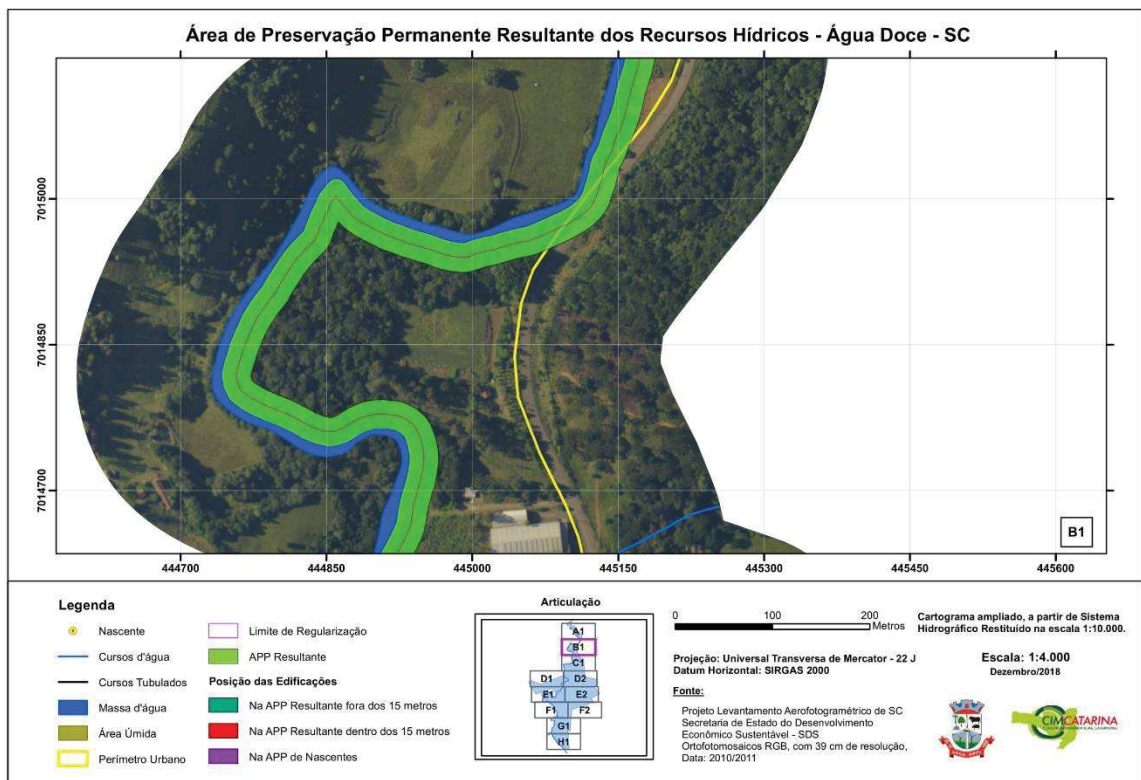 Área de Preservação Permanente Resultante dos Recursos Hídricos - Água Doce - SC
7015000
7014850
7014700
B1
444700 444850 445000 445150 445300 445450 445600
Legenda
Nascente
Cursos d'água
Cursos Tubulados
Massa d'água
Área Úmida
Perímetro Urbano
Limite de Regularização
APP Resultante
Posição das Edificações
Na APP Resultante fora dos 15 metros
Na APP Resultante dentro dos 15 metros
Na APP de Nascentes
Articulação
A1
B1
C1
D1 D2
E1 E2
F1 F2
G1
H1
0 100 200
Metros
Projeção: Universal Transversa de Mercator - 22 J
Datum Horizontal: SIRGAS 2000
Fonte:
Projeto Levantamento Aerofotogramétrico de SC
Secretaria de Estado do Desenvolvimento
Econômico Sustentável - SDS
Ortofotomosaicos RGB, com 39 cm de resolução,
Data: 2010/2011
Cartograma ampliado, a partir de Sistema
Hidrográfico Restituído na escala 1:10.000.
Escala: 1:4.000
Dezembro/2018
CIMCATARINA